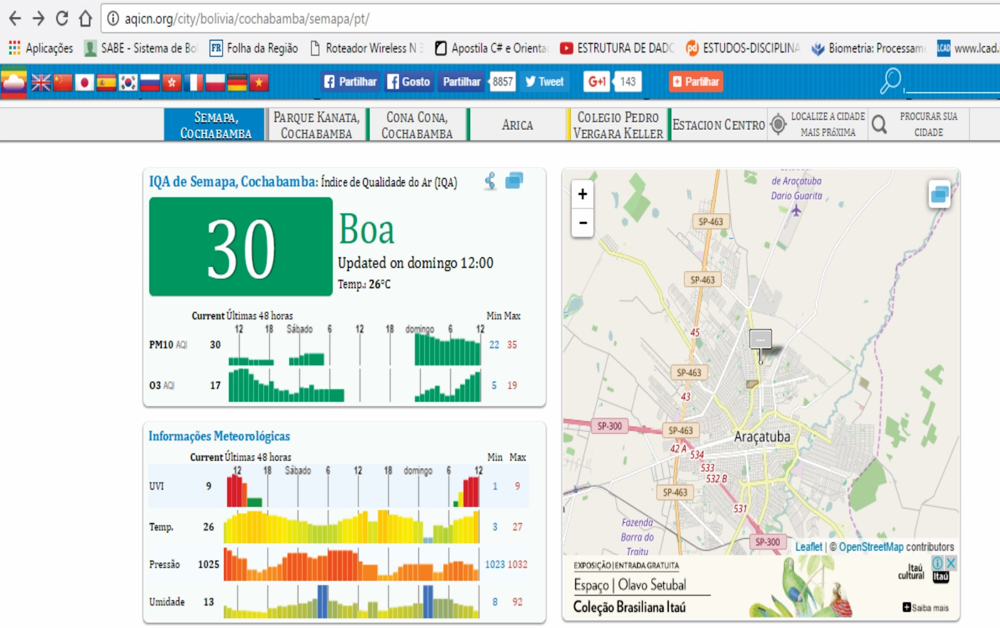 aqicn.org/city/bolivia/cochabamba/semapa/pt/
Aplicações SABE - Sistema de Bo FR Folha da Região Roteador Wireless N 3 Apostila C# e Orienta ESTRUTURA DE DADO pd ESTUDOS-DISCIPLINA Biometria: Processam LCAD www.lcad.
Partilhar Gosto Partilhar 8857 Tweet G+1 143 Partilhar
SEMAPA, COCHABAMBA
PARQUE KANATA, COCHABAMBA
CONA CONA, COCHABAMBA
ARICA
COLEGIO PEDRO VERGARA KELLER
ESTACION CENTRO
LOCALIZE A CIDADE MAIS PRóXIMA
PROCURAR SUA CIDADE
IQA de Semapa, Cochabamba: Índice de Qualidade do Ar (IQA)
30
Boa
Updated on domingo 12:00
Temp.: 26°C
Current Últimas 48 horas Min Max
12 18 Sábado 6 12 18 domingo 6 12
PM10 AQI 30 22 35
O3 AQI 17 5 19
Informações Meteorológicas
Current Últimas 48 horas Min Max
12 18 Sábado 6 12 18 domingo 6 12
UVI 9 1 9
Temp. 26 3 27
Pressão 1025 1023 1032
Umidade 13 8 92
+
-
de Araçatuba
Dario Guarita
SP-463
SP-463
45
SP-463
43
SP-300
SP-463
Araçatuba
42 A
534
533
532 B
SP-463
531
Fazenda
Barra do
Traitu
SP-300
Leaflet | © OpenStreetMap contributors
EXPOSIÇÃO | ENTRADA GRATUITA
Espaço | Olavo Setubal
Coleção Brasiliana Itaú
Itaú
cultural
Itaú
Saiba mais